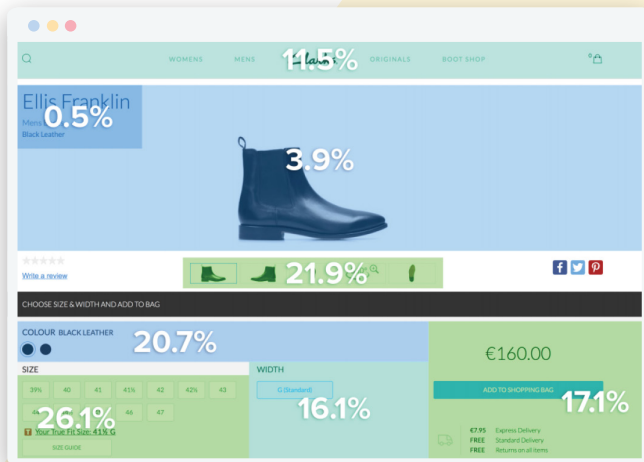 WOMENS MENS 11.5% ORIGINALS BOOT SHOP 0
Ellis Franklin
0.5%
Mens
Black Leather
3.9%
Write a review
21.9%
CHOOSE SIZE & WIDTH AND ADD TO BAG
COLOUR BLACK LEATHER
20.7%
SIZE
39½ 40 41 41½ 42 42½ 43
46 47
26.1%
Your True Fit Size: 41½ G
SIZE GUIDE
WIDTH
G (Standard)
16.1%
€160.00
ADD TO SHOPPING BAG
17.1%
€7.95 Express Delivery
FREE Standard Delivery
FREE Returns on all items